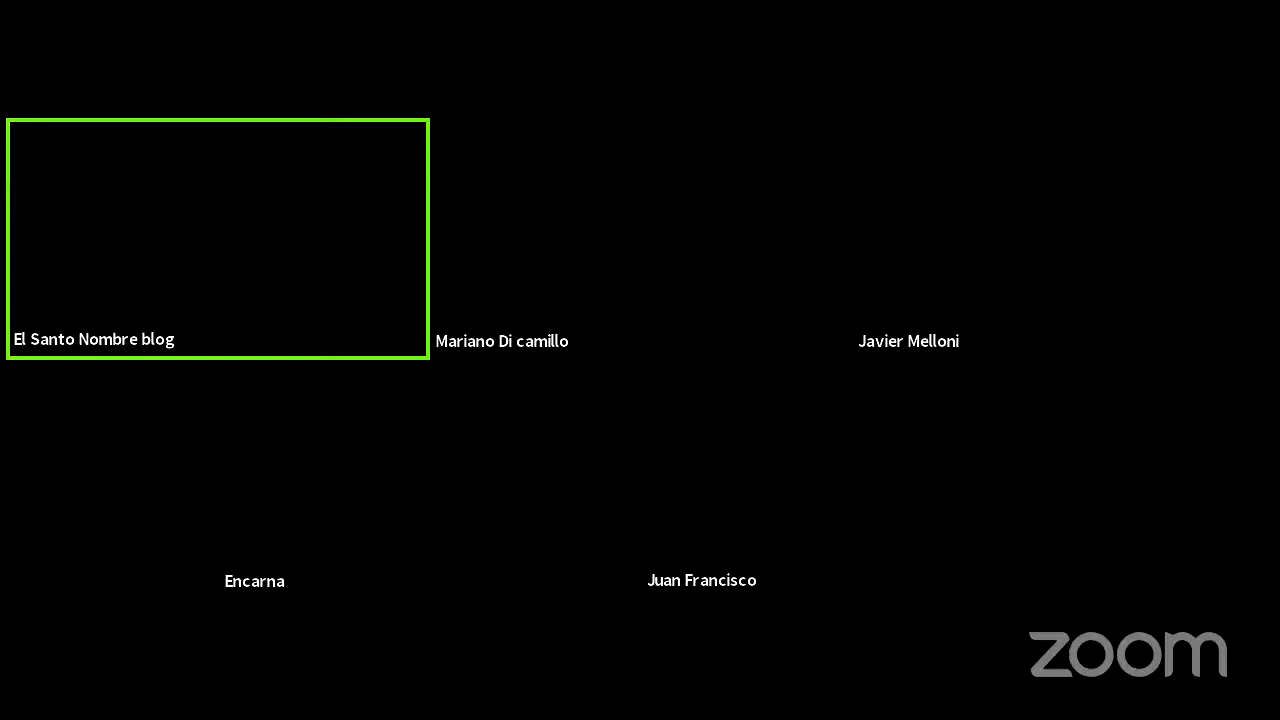 El Santo Nombre blog
Mariano Di camillo
Javier Melloni
Encarna
Juan Francisco
zoom